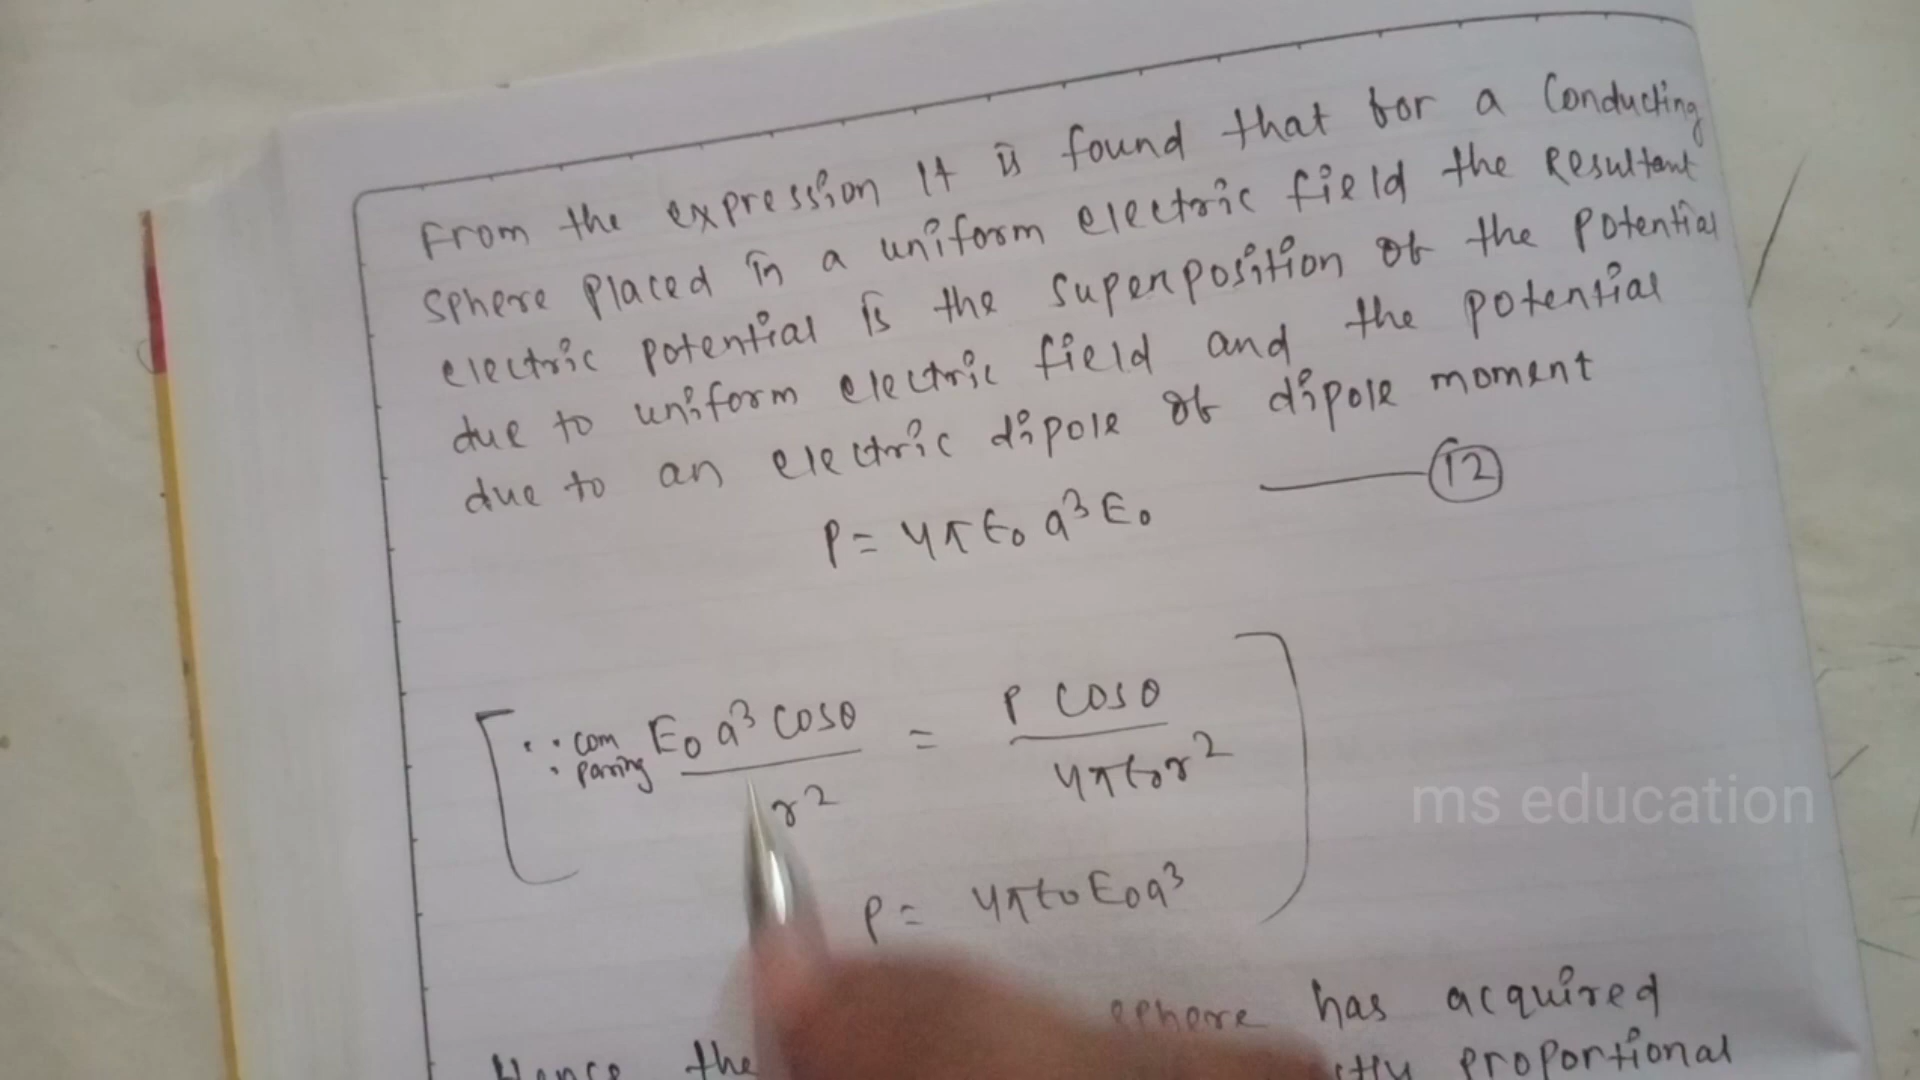 From the expression It is found that for a Conducting
sphere placed in a uniform electric field the resultant
electric potential is the superposition of the potential
due to uniform electric field and the potential
due to an electric dipole of dipole moment
P = 4πε₀ a³E₀ —— 12
∵ comparing E₀ a³ cosθ / r² = P cosθ / 4πε₀r²
P = 4πε₀E₀a³
ms education
sphere has acquired
Hence the proportional